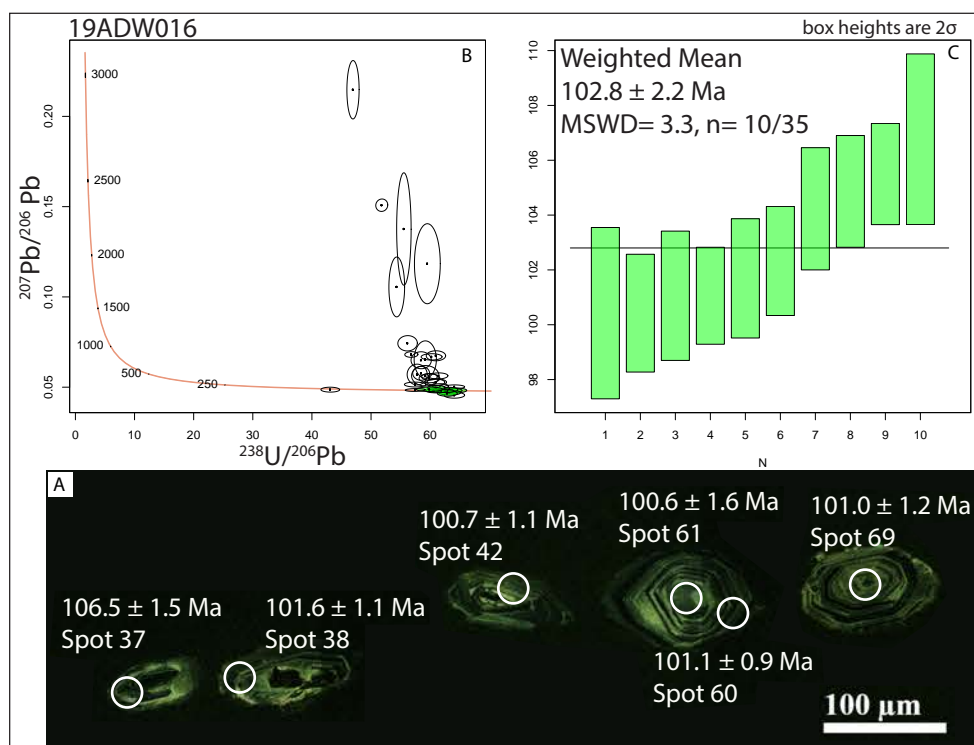 19ADW016
box heights are 2σ
B
3000
2500
2000
1500
1000
500
250
0.20
0.15
0.10
0.05
207Pb/206 Pb
0 10 20 30 40 50 60
238U/206Pb
C
Weighted Mean
102.8 ± 2.2 Ma
MSWD= 3.3, n= 10/35
110
108
106
104
102
100
98
1 2 3 4 5 6 7 8 9 10
N
A
106.5 ± 1.5 Ma
Spot 37
101.6 ± 1.1 Ma
Spot 38
100.7 ± 1.1 Ma
Spot 42
100.6 ± 1.6 Ma
Spot 61
101.0 ± 1.2 Ma
Spot 69
101.1 ± 0.9 Ma
Spot 60
100 µm